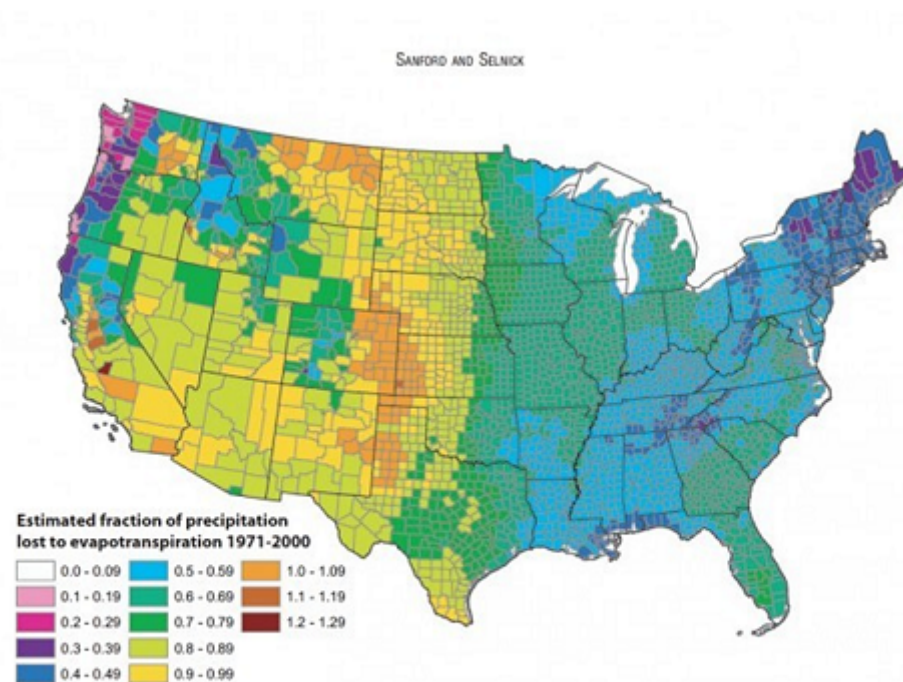 SANFORD AND SELNICK
Estimated fraction of precipitation
lost to evapotranspiration 1971-2000
0.0 - 0.09
0.1 - 0.19
0.2 - 0.29
0.3 - 0.39
0.4 - 0.49
0.5 - 0.59
0.6 - 0.69
0.7 - 0.79
0.8 - 0.89
0.9 - 0.99
1.0 - 1.09
1.1 - 1.19
1.2 - 1.29